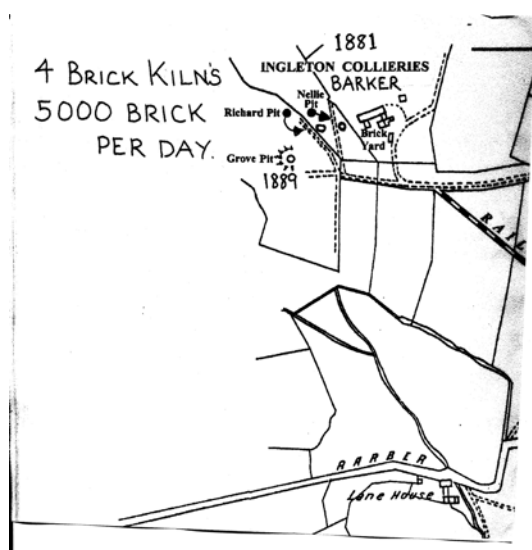 1881
4 BRICK KILN'S
INGLETON COLLIERIES
BARKER
5000 BRICK
Nellie
Pit
Richard Pit
Brick
Yard
PER DAY.
Grove Pit
1889
RAIL
RARBER
Lane House